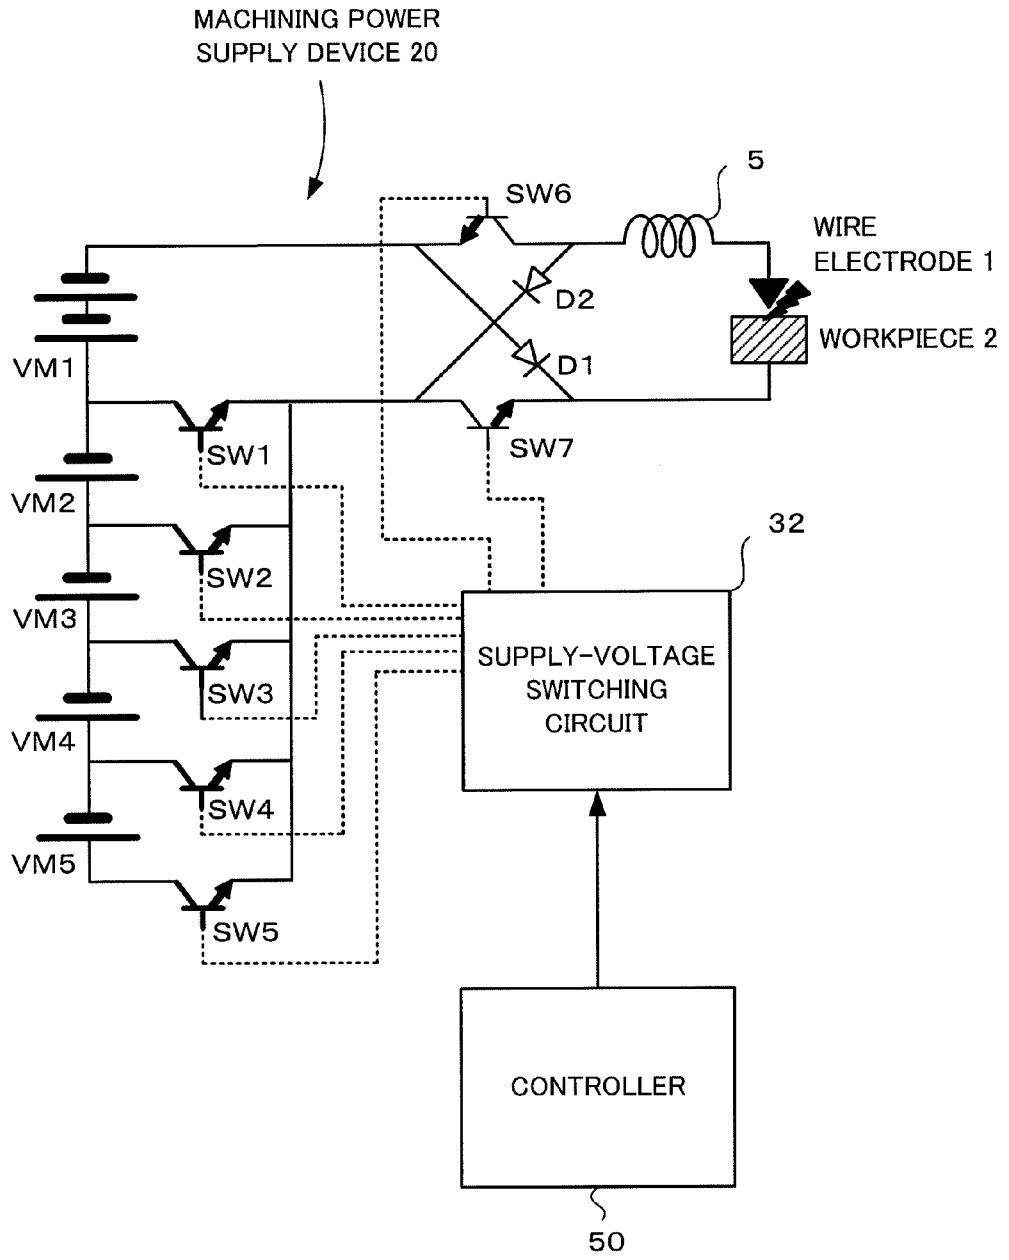 MACHINING POWER
SUPPLY DEVICE 20
5
SW6
WIRE
ELECTRODE 1
D2
WORKPIECE 2
VM1
D1
SW1
SW7
VM2
32
SW2
VM3
SUPPLY-VOLTAGE
SWITCHING
CIRCUIT
SW3
VM4
SW4
VM5
SW5
CONTROLLER
50